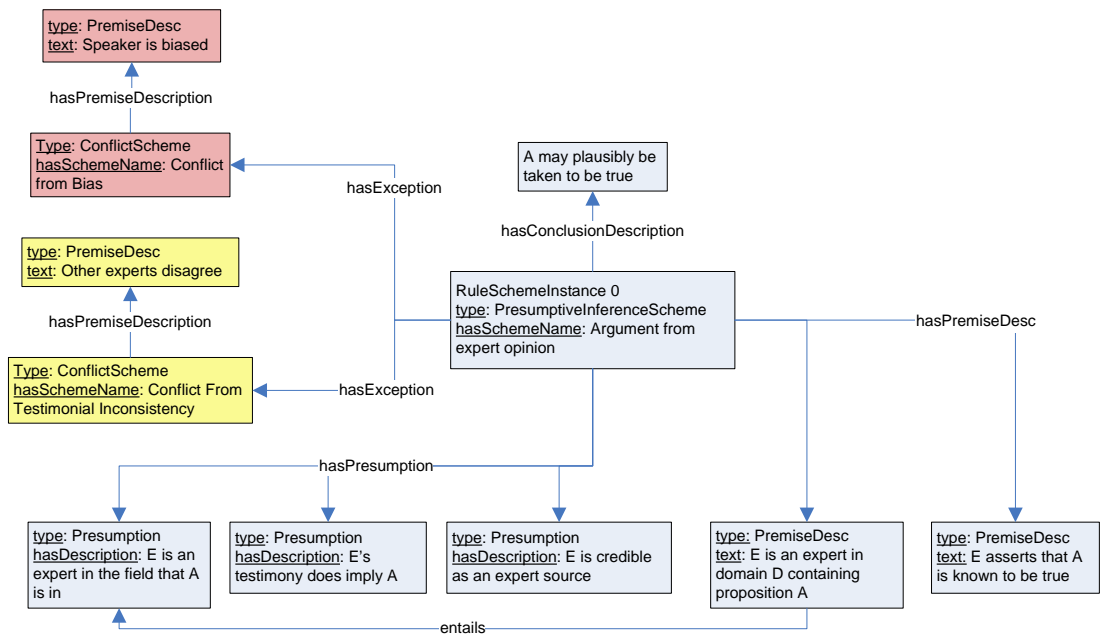 type: PremiseDesc
text: Speaker is biased
hasPremiseDescription
Type: ConflictScheme
hasSchemeName: Conflict
from Bias
hasException
A may plausibly be
taken to be true
hasConclusionDescription
type: PremiseDesc
text: Other experts disagree
hasPremiseDescription
RuleSchemeInstance 0
type: PresumptiveInferenceScheme
hasSchemeName: Argument from
expert opinion
hasPremiseDesc
Type: ConflictScheme
hasSchemeName: Conflict From
Testimonial Inconsistency
hasException
hasPresumption
type: Presumption
hasDescription: E is an
expert in the field that A
is in
type: Presumption
hasDescription: E's
testimony does imply A
type: Presumption
hasDescription: E is credible
as an expert source
type: PremiseDesc
text: E is an expert in
domain D containing
proposition A
type: PremiseDesc
text: E asserts that A
is known to be true
entails